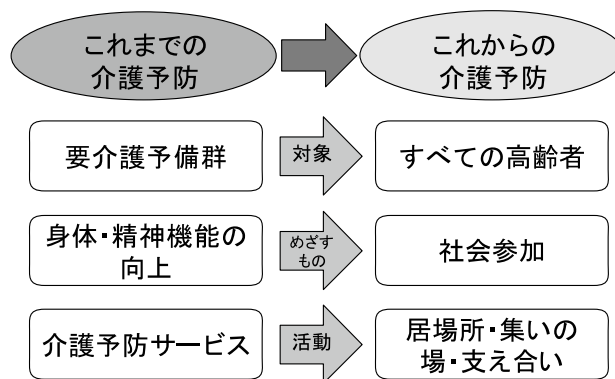 これまでの
介護予防
これからの
介護予防
要介護予備群
対象
すべての高齢者
身体・精神機能の
向上
めざす
もの
社会参加
介護予防サービス
活動
居場所・集いの
場・支え合い